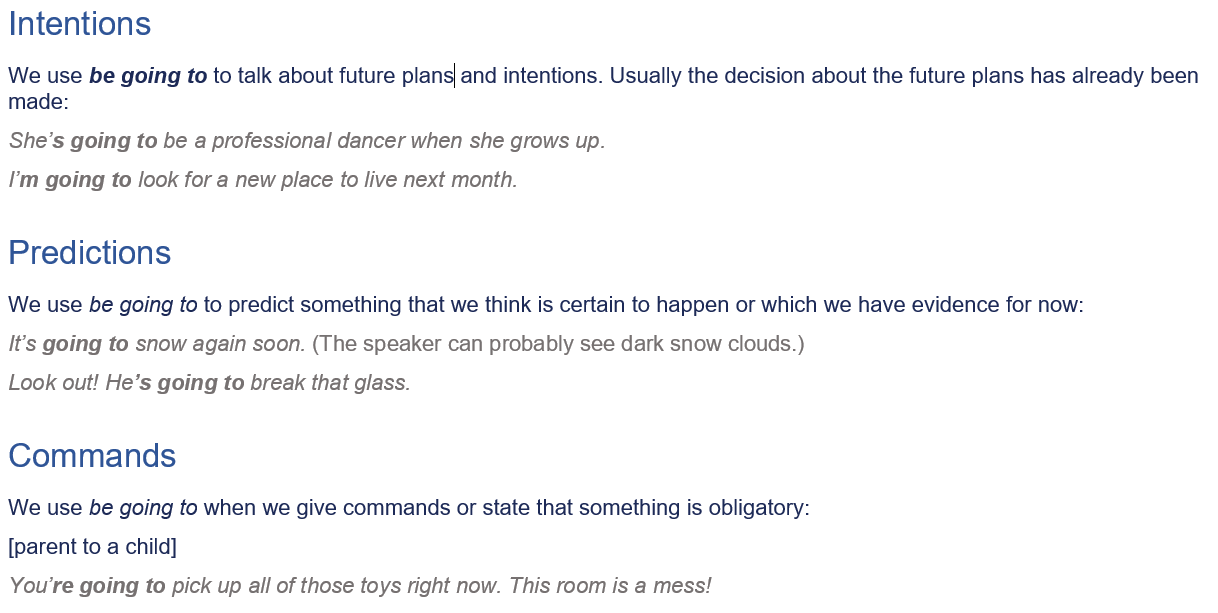 Intentions
We use be going to to talk about future plans and intentions. Usually the decision about the future plans has already been
made:
She’s going to be a professional dancer when she grows up.
I’m going to look for a new place to live next month.
Predictions
We use be going to to predict something that we think is certain to happen or which we have evidence for now:
It’s going to snow again soon. (The speaker can probably see dark snow clouds.)
Look out! He’s going to break that glass.
Commands
We use be going to when we give commands or state that something is obligatory:
[parent to a child]
You’re going to pick up all of those toys right now. This room is a mess!